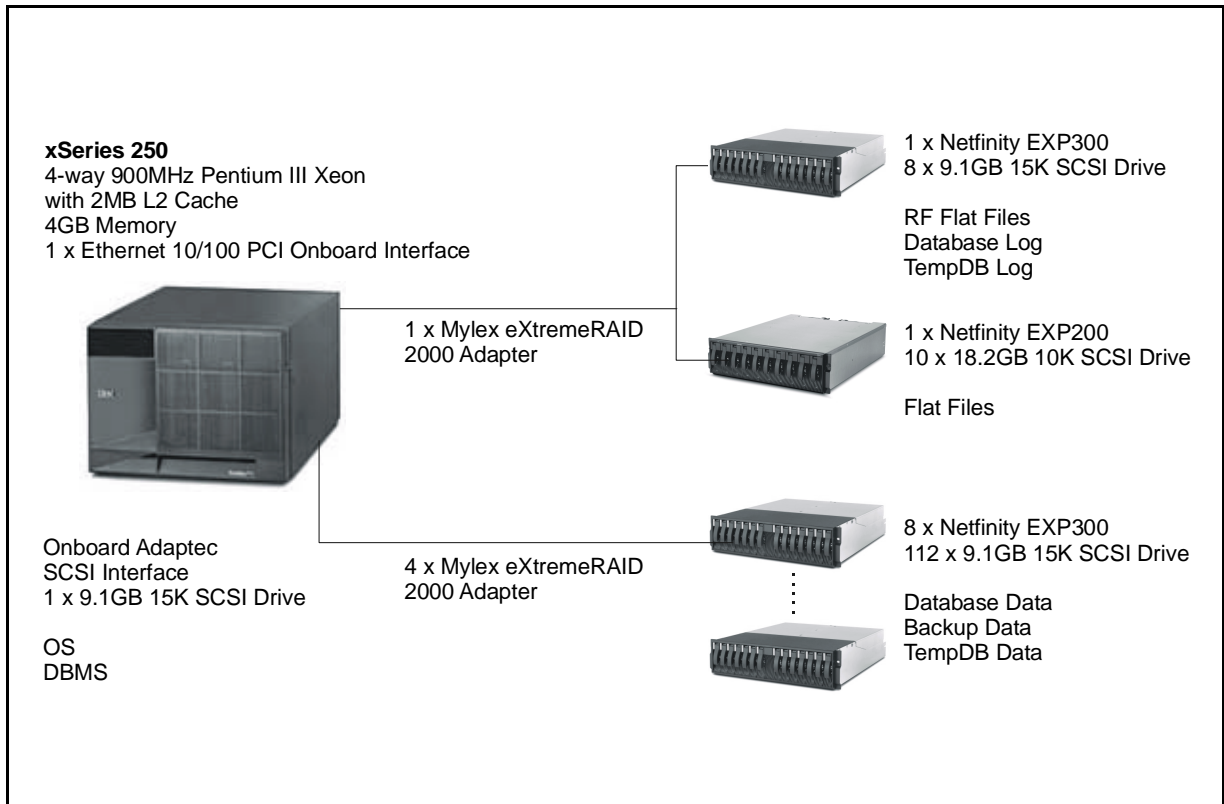 xSeries 250
4-way 900MHz Pentium III Xeon
with 2MB L2 Cache
4GB Memory
1 x Ethernet 10/100 PCI Onboard Interface
1 x Mylex eXtremeRAID
2000 Adapter
1 x Netfinity EXP300
8 x 9.1GB 15K SCSI Drive
RF Flat Files
Database Log
TempDB Log
1 x Netfinity EXP200
10 x 18.2GB 10K SCSI Drive
Flat Files
Onboard Adaptec
SCSI Interface
1 x 9.1GB 15K SCSI Drive
OS
DBMS
4 x Mylex eXtremeRAID
2000 Adapter
8 x Netfinity EXP300
112 x 9.1GB 15K SCSI Drive
Database Data
Backup Data
TempDB Data